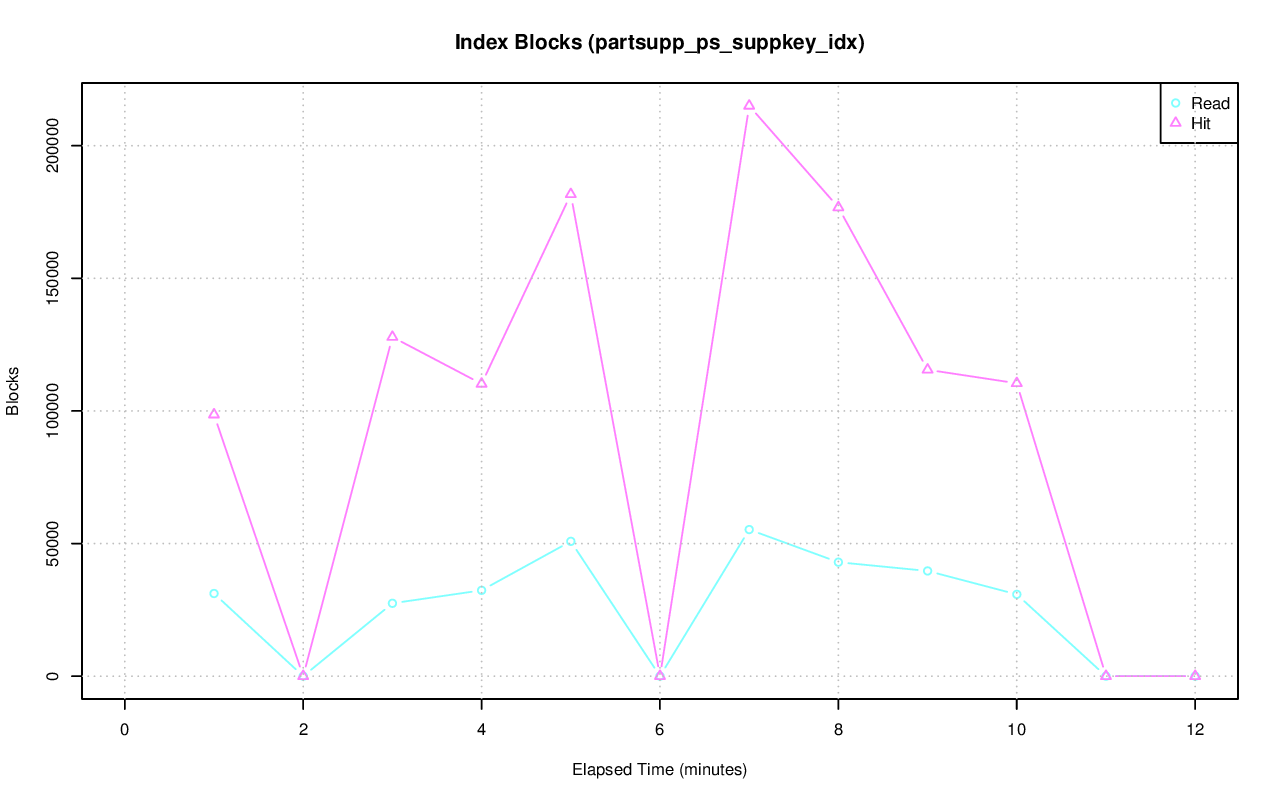 Index Blocks (partsupp_ps_suppkey_idx)
Read
Hit
200000
150000
100000
50000
0
Blocks
0 2 4 6 8 10 12
Elapsed Time (minutes)